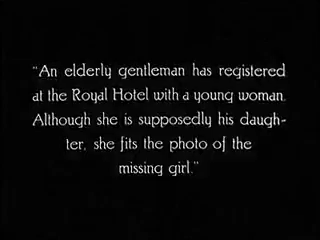 "An elderly gentleman has registered
at the Royal Hotel with a young woman.
Although she is supposedly his daugh-
ter, she fits the photo of the
missing girl."